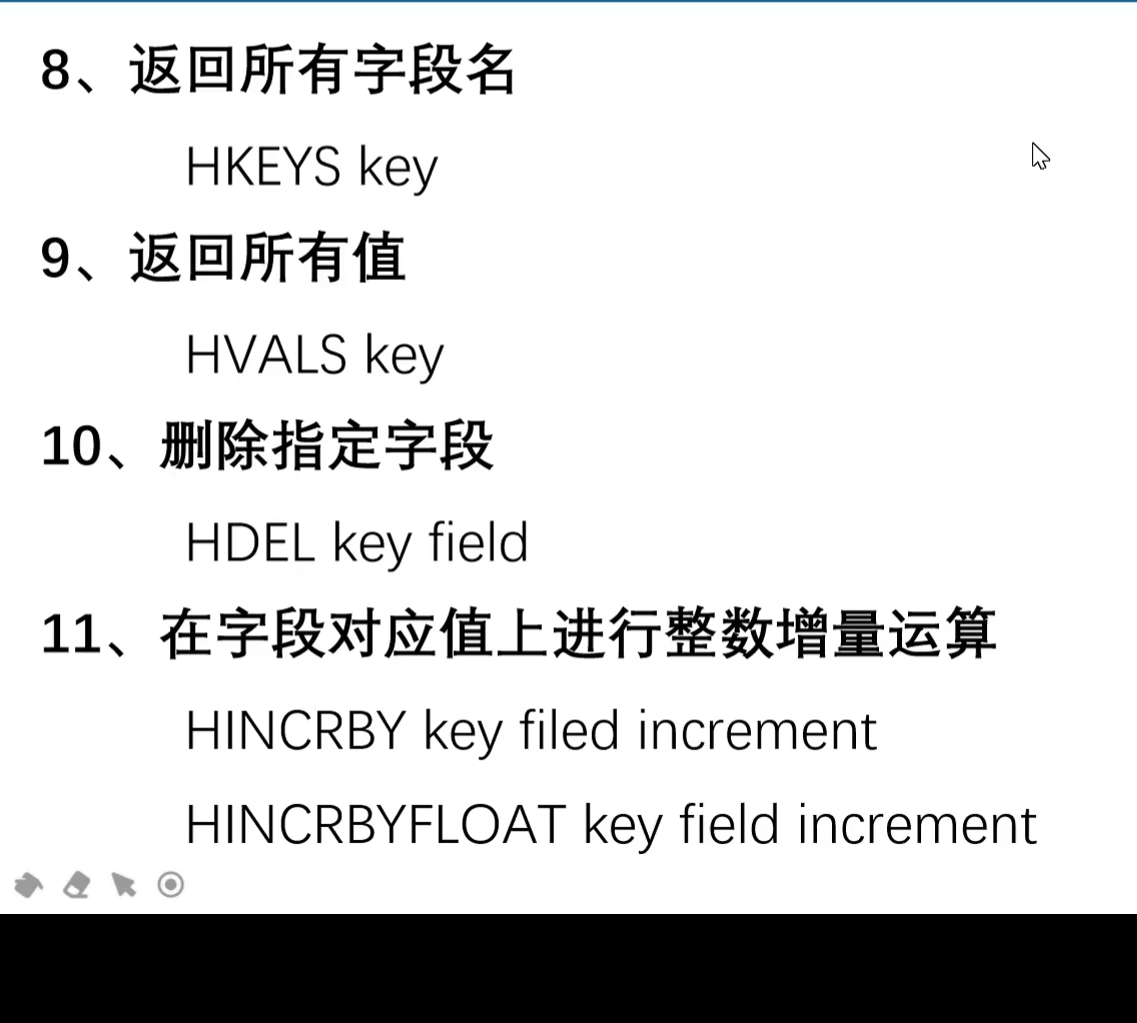 8、返回所有字段名
HKEYS key
9、返回所有值
HVALS key
10、删除指定字段
HDEL key field
11、在字段对应值上进行整数增量运算
HINCRBY key filed increment
HINCRBYFLOAT key field increment